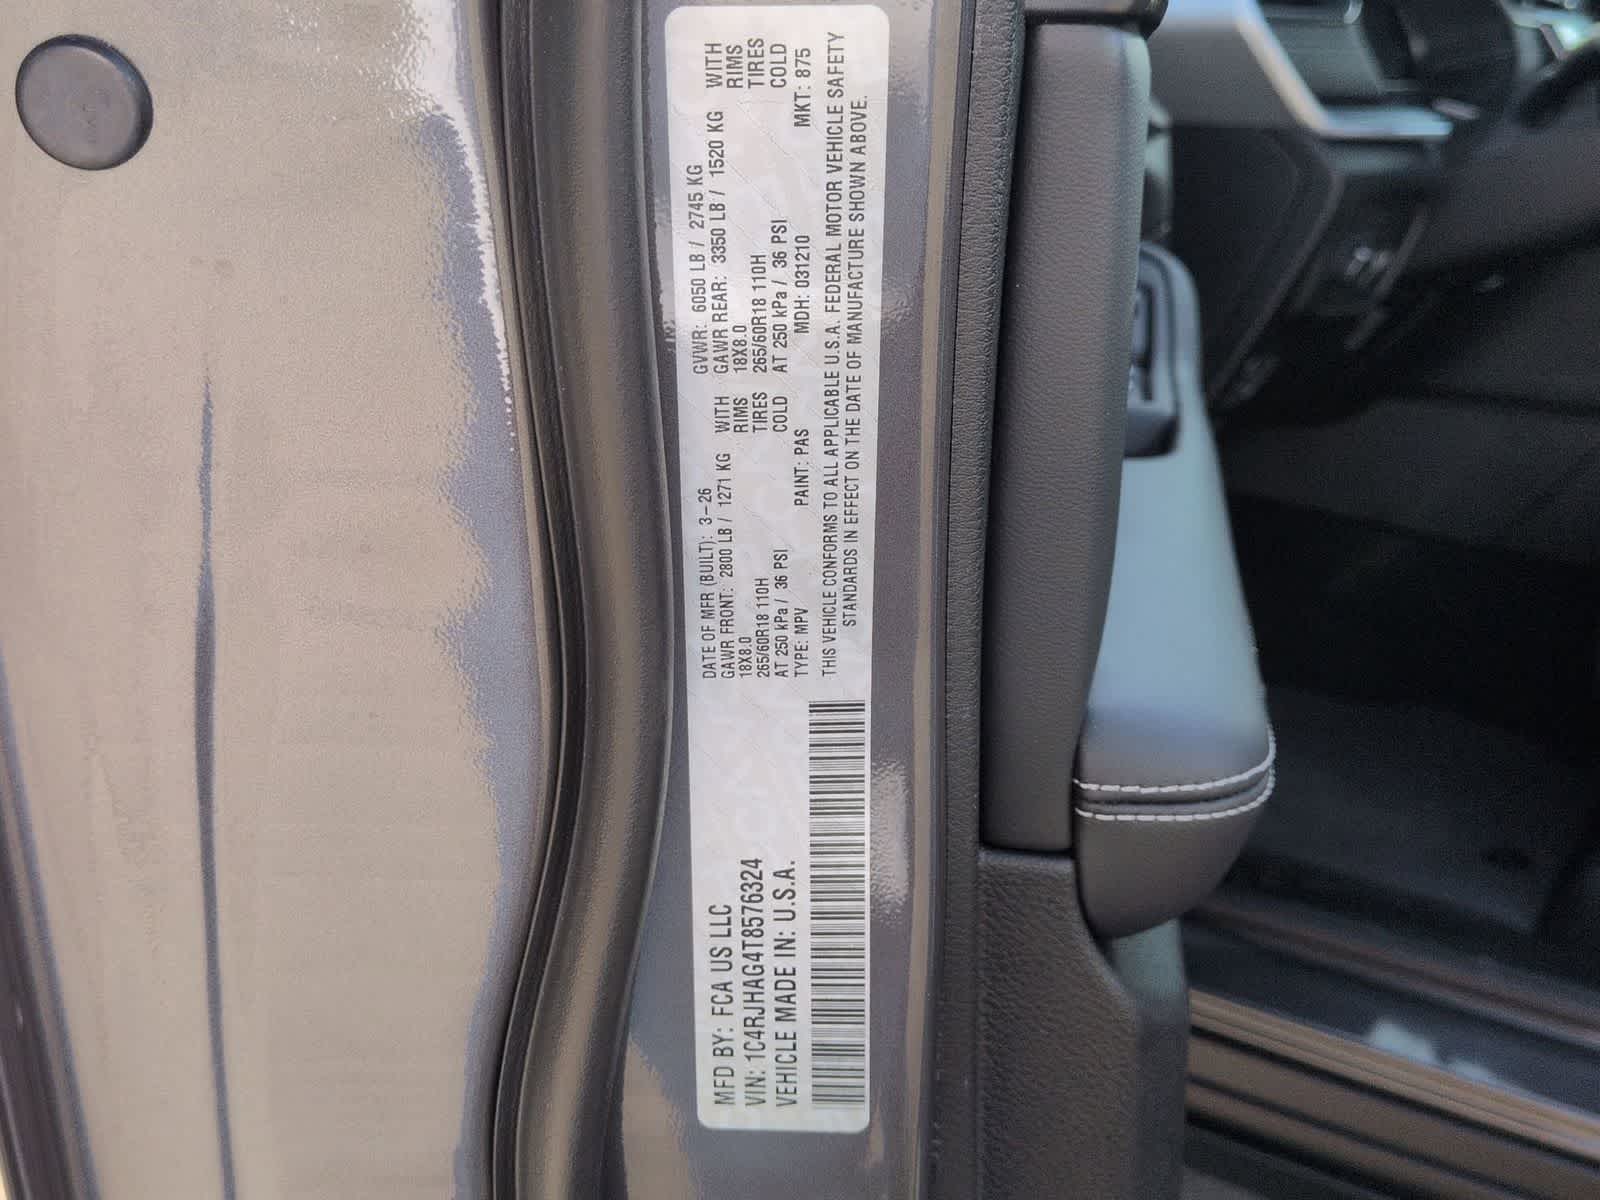 MFD BY: FCA US LLC
VIN: 1C4RJHAG4T8576324
VEHICLE MADE IN: U.S.A.
DATE OF MFR (BUILT): 3-26 GVWR: 6050 LB / 2745 KG
GAWR FRONT: 2800 LB / 1271 KG WITH GAWR REAR: 3350 LB / 1520 KG WITH
18X8.0 RIMS 18X8.0 RIMS
265/60R18 110H TIRES 265/60R18 110H TIRES
AT 250 kPa / 36 PSI COLD AT 250 kPa / 36 PSI COLD
TYPE: MPV PAINT: PAS MDH: 031210 MKT: 875
THIS VEHICLE CONFORMS TO ALL APPLICABLE U.S.A. FEDERAL MOTOR VEHICLE SAFETY
STANDARDS IN EFFECT ON THE DATE OF MANUFACTURE SHOWN ABOVE.